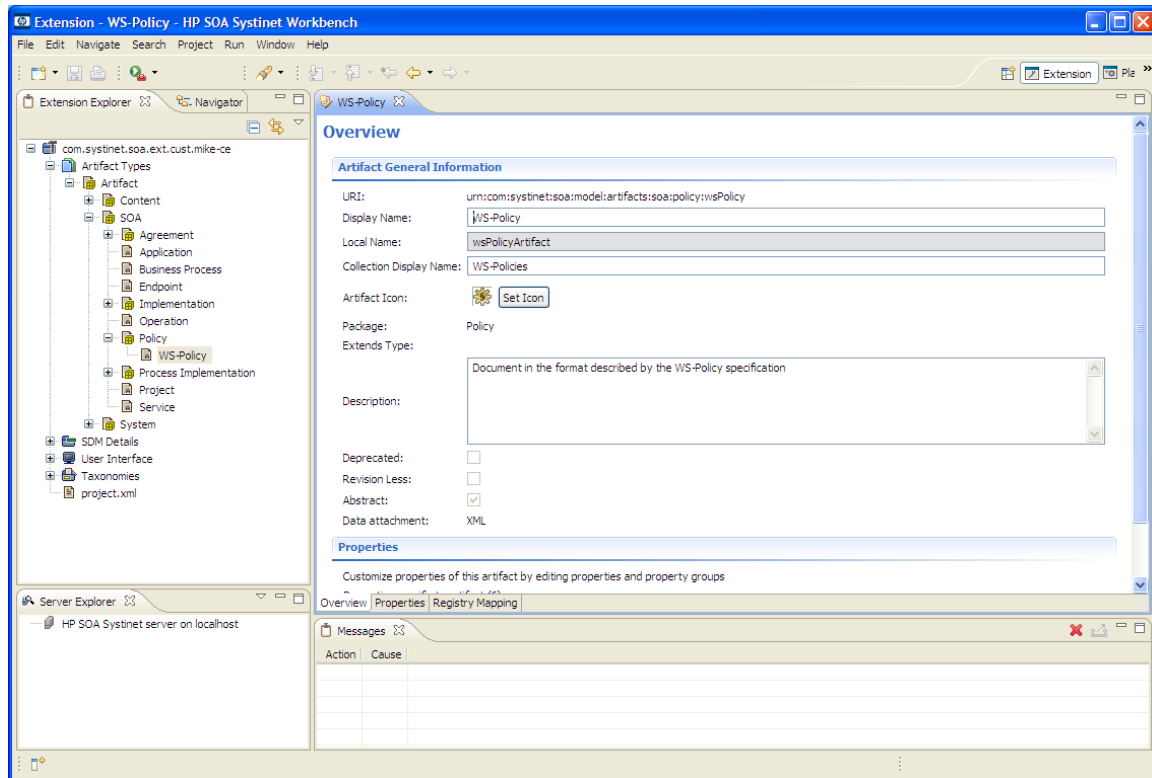 Extension - WS-Policy - HP SOA Systinet Workbench
File Edit Navigate Search Project Run Window Help
Extension
Pla
Extension Explorer
Navigator
com.systinet.soa.ext.cust.mike-ce
Artifact Types
Artifact
Content
SOA
Agreement
Application
Business Process
Endpoint
Implementation
Operation
Policy
WS-Policy
Process Implementation
Project
Service
System
SDM Details
User Interface
Taxonomies
project.xml
Server Explorer
HP SOA Systinet server on localhost
WS-Policy
Overview
Artifact General Information
URI: urn:com:systinet:soa:model:artifacts:soa:policy:wsPolicy
Display Name: WS-Policy
Local Name: wsPolicyArtifact
Collection Display Name: WS-Policies
Artifact Icon: Set Icon
Package: Policy
Extends Type:
Description: Document in the format described by the WS-Policy specification
Deprecated:
Revision Less:
Abstract:
Data attachment: XML
Properties
Customize properties of this artifact by editing properties and property groups
Overview Properties Registry Mapping
Messages
Action Cause